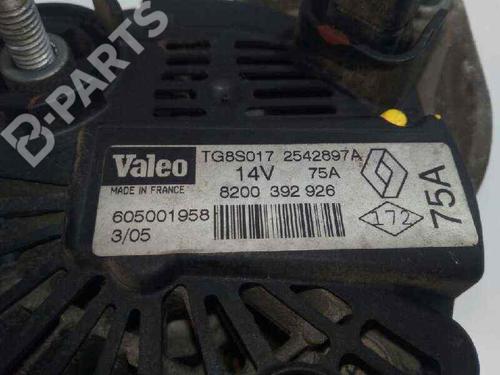 B-PARTS
Valeo
TG8S017 2542897A
14V 75A
MADE IN FRANCE
8200 392 926
605001958
3/05
172
75A